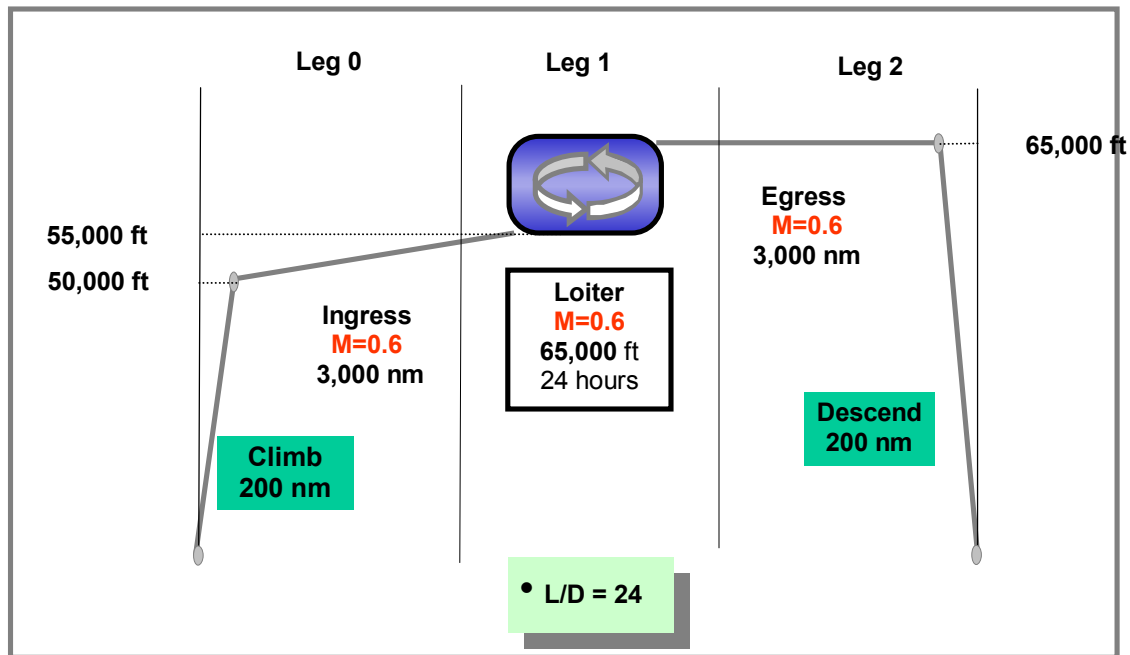 Leg 0
Leg 1
Leg 2
65,000 ft
55,000 ft
50,000 ft
Ingress
M=0.6
3,000 nm
Loiter
M=0.6
65,000 ft
24 hours
Egress
M=0.6
3,000 nm
Climb
200 nm
Descend
200 nm
• L/D = 24